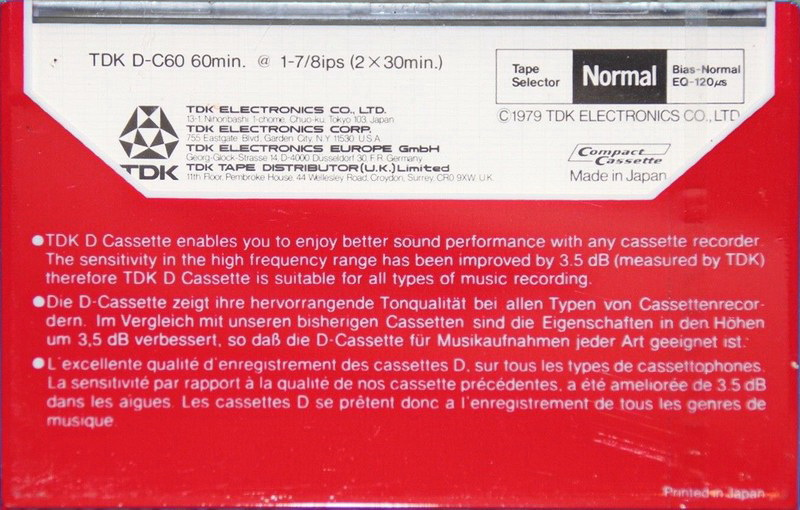 TDK D-C60 60min. @ 1-7/8ips (2×30min.)
Tape Selector Normal Bias-Normal EQ-120μs
©1979 TDK ELECTRONICS CO., LTD
TDK
TDK ELECTRONICS CO., LTD.
13-1, Nihonbashi 1-chome, Chuo-ku, Tokyo 103, Japan
TDK ELECTRONICS CORP.
755 Eastgate Blvd. Garden City, N.Y. 11530 U.S.A.
TDK ELECTRONICS EUROPE GmbH
Georg-Glock-Strasse 14 D-4000 Düsseldorf 30, F.R. Germany
TDK TAPE DISTRIBUTOR (U.K.) Limited
11th Floor, Pembroke House, 44 Wellesley Road, Croydon, Surrey, CR0 9XW U.K.
Compact Cassette
Made in Japan
●TDK D Cassette enables you to enjoy better sound performance with any cassette recorder.
The sensitivity in the high frequency range has been improved by 3.5 dB (measured by TDK)
therefore TDK D Cassette is suitable for all types of music recording.
●Die D-Cassette zeigt ihre hervorrangende Tonqualität bei allen Typen von Cassettenrecor-
dern. Im Vergleich mit unseren bisherigen Cassetten sind die Eigenschaften in den Höhen
um 3,5 dB verbessert, so daß die D-Cassette für Musikaufnahmen jeder Art geeignet ist.
●L'excellente qualité d'enregistrement des cassettes D, sur tous les types de cassettophones.
La sensitivité par rapport à la qualité de nos cassette précédentes, a été ameliorée de 3.5 dB
dans les aigues. Les cassettes D se prêtent donc a l'enregistrement de tous les genres de
musique.
Printed in Japan